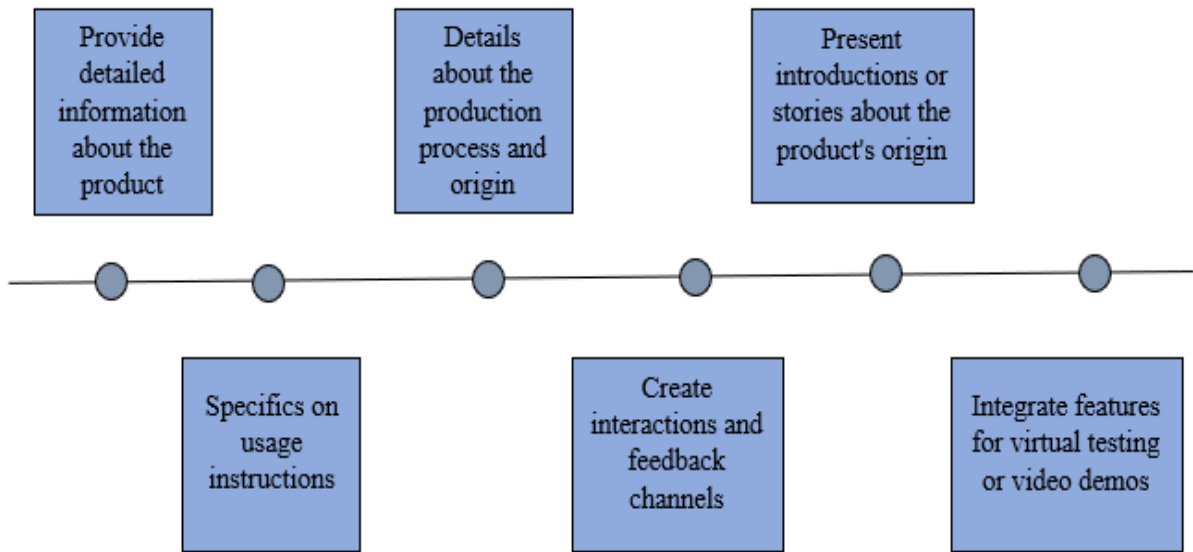 Provide
detailed
information
about the
product
Details
about the
production
process and
origin
Present
introductions or
stories about the
product's origin
Specifics on
usage
instructions
Create
interactions and
feedback
channels
Integrate features
for virtual testing
or video demos